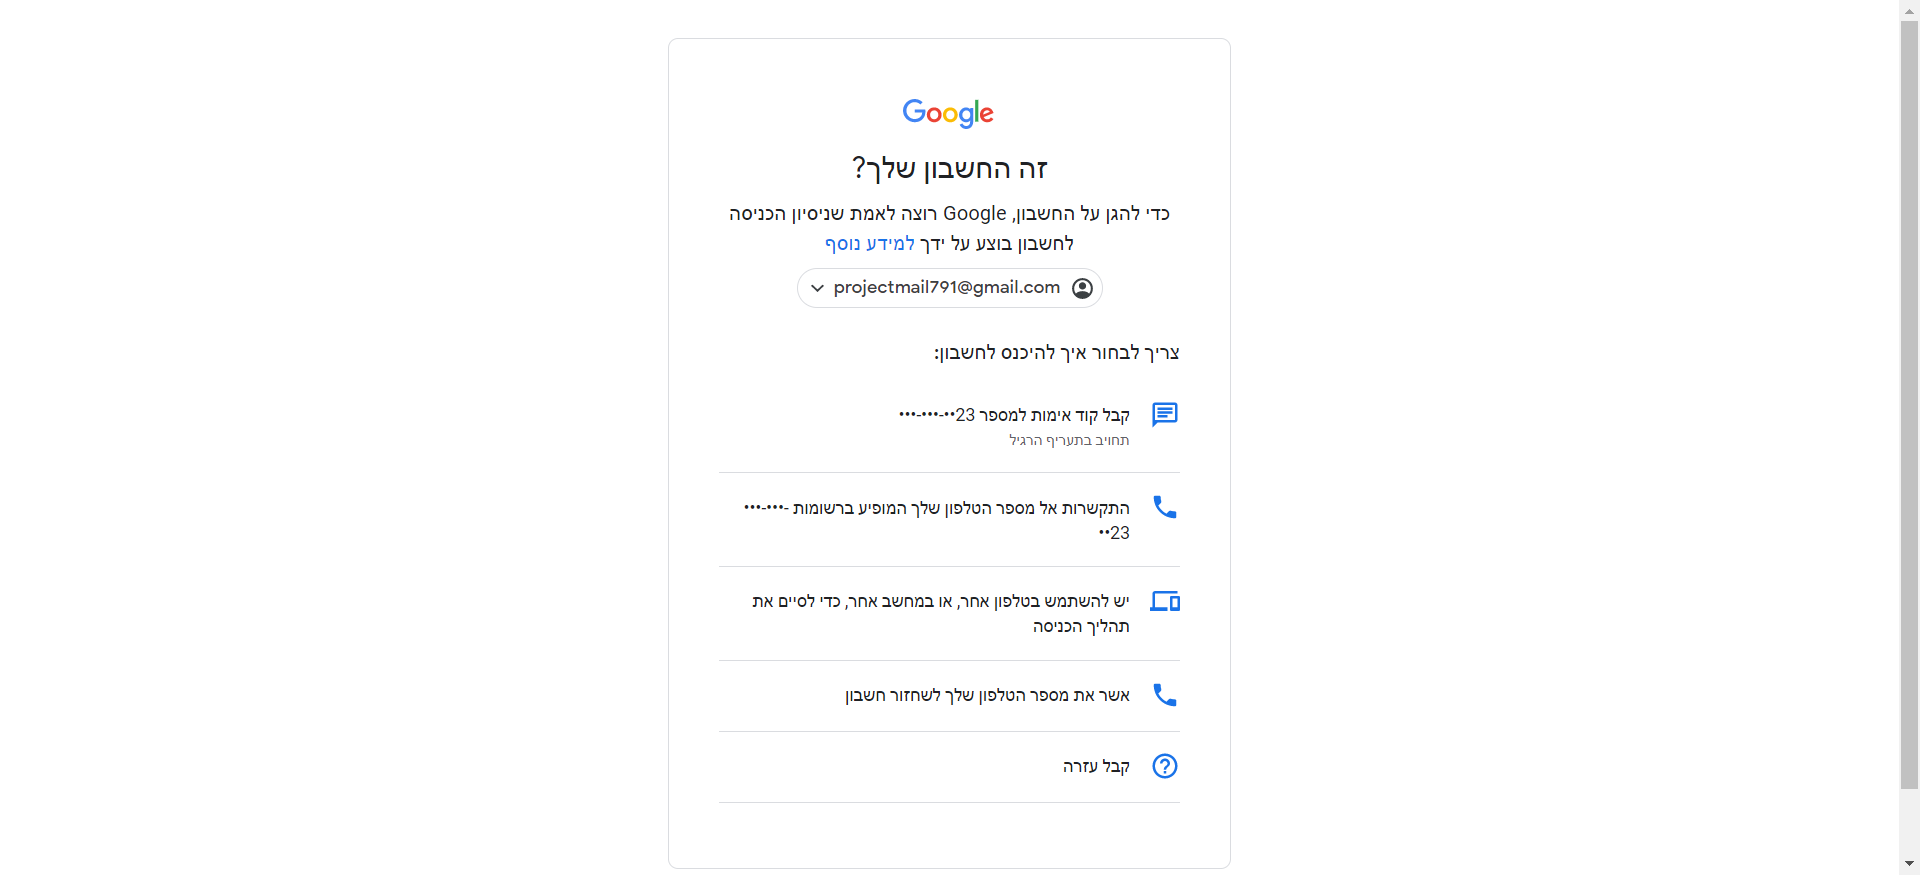 Google
זה החשבון שלך?
כדי להגן על החשבון, Google רוצה לאמת שניסיון הכניסה
לחשבון בוצע על ידך למידע נוסף
projectmail791@gmail.com
צריך לבחור איך להיכנס לחשבון:
קבל קוד אימות למספר ‎•••-•••-••23
תחויב בתעריף הרגיל
התקשרות אל מספר הטלפון שלך המופיע ברשומות ‎•••-•••-
‎••23
יש להשתמש בטלפון אחר, או במחשב אחר, כדי לסיים את
תהליך הכניסה
אשר את מספר הטלפון שלך לשחזור חשבון
קבל עזרה